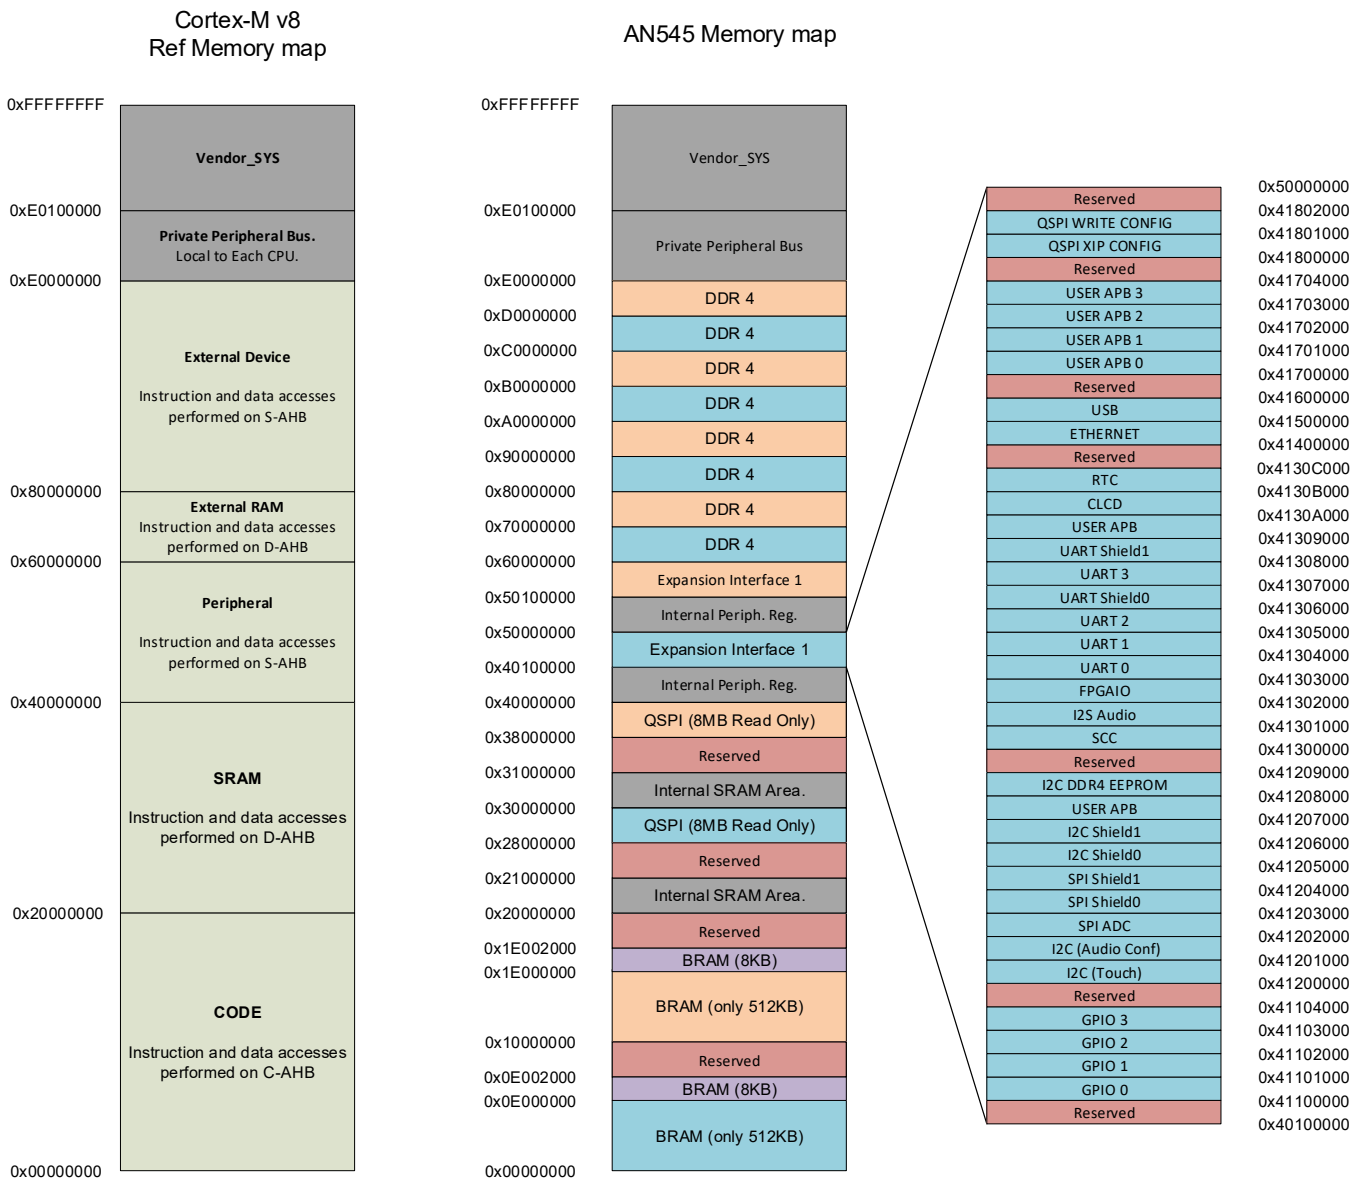 Cortex-M v8
Ref Memory map
0xFFFFFFFF
Vendor_SYS
0xE0100000
Private Peripheral Bus.
Local to Each CPU.
0xE0000000
External Device
Instruction and data accesses
performed on S-AHB
0x80000000
External RAM
Instruction and data accesses
performed on D-AHB
0x60000000
Peripheral
Instruction and data accesses
performed on S-AHB
0x40000000
SRAM
Instruction and data accesses
performed on D-AHB
0x20000000
CODE
Instruction and data accesses
performed on C-AHB
0x00000000
AN545 Memory map
0xFFFFFFFF
Vendor_SYS
0xE0100000
Private Peripheral Bus
0xE0000000
DDR 4
0xD0000000
DDR 4
0xC0000000
DDR 4
0xB0000000
DDR 4
0xA0000000
DDR 4
0x90000000
DDR 4
0x80000000
DDR 4
0x70000000
DDR 4
0x60000000
Expansion Interface 1
0x50100000
Internal Periph. Reg.
0x50000000
Expansion Interface 1
0x40100000
Internal Periph. Reg.
0x40000000
QSPI (8MB Read Only)
0x38000000
Reserved
0x31000000
Internal SRAM Area.
0x30000000
QSPI (8MB Read Only)
0x28000000
Reserved
0x21000000
Internal SRAM Area.
0x20000000
Reserved
0x1E002000
BRAM (8KB)
0x1E000000
BRAM (only 512KB)
0x10000000
Reserved
0x0E002000
BRAM (8KB)
0x0E000000
BRAM (only 512KB)
0x00000000
0x50000000
Reserved
0x41802000
QSPI WRITE CONFIG
0x41801000
QSPI XIP CONFIG
0x41800000
Reserved
0x41704000
USER APB 3
0x41703000
USER APB 2
0x41702000
USER APB 1
0x41701000
USER APB 0
0x41700000
Reserved
0x41600000
USB
0x41500000
ETHERNET
0x41400000
Reserved
0x4130C000
RTC
0x4130B000
CLCD
0x4130A000
USER APB
0x41309000
UART Shield1
0x41308000
UART 3
0x41307000
UART Shield0
0x41306000
UART 2
0x41305000
UART 1
0x41304000
UART 0
0x41303000
FPGAIO
0x41302000
I2S Audio
0x41301000
SCC
0x41300000
Reserved
0x41209000
I2C DDR4 EEPROM
0x41208000
USER APB
0x41207000
I2C Shield1
0x41206000
I2C Shield0
0x41205000
SPI Shield1
0x41204000
SPI Shield0
0x41203000
SPI ADC
0x41202000
I2C (Audio Conf)
0x41201000
I2C (Touch)
0x41200000
Reserved
0x41104000
GPIO 3
0x41103000
GPIO 2
0x41102000
GPIO 1
0x41101000
GPIO 0
0x41100000
Reserved
0x40100000